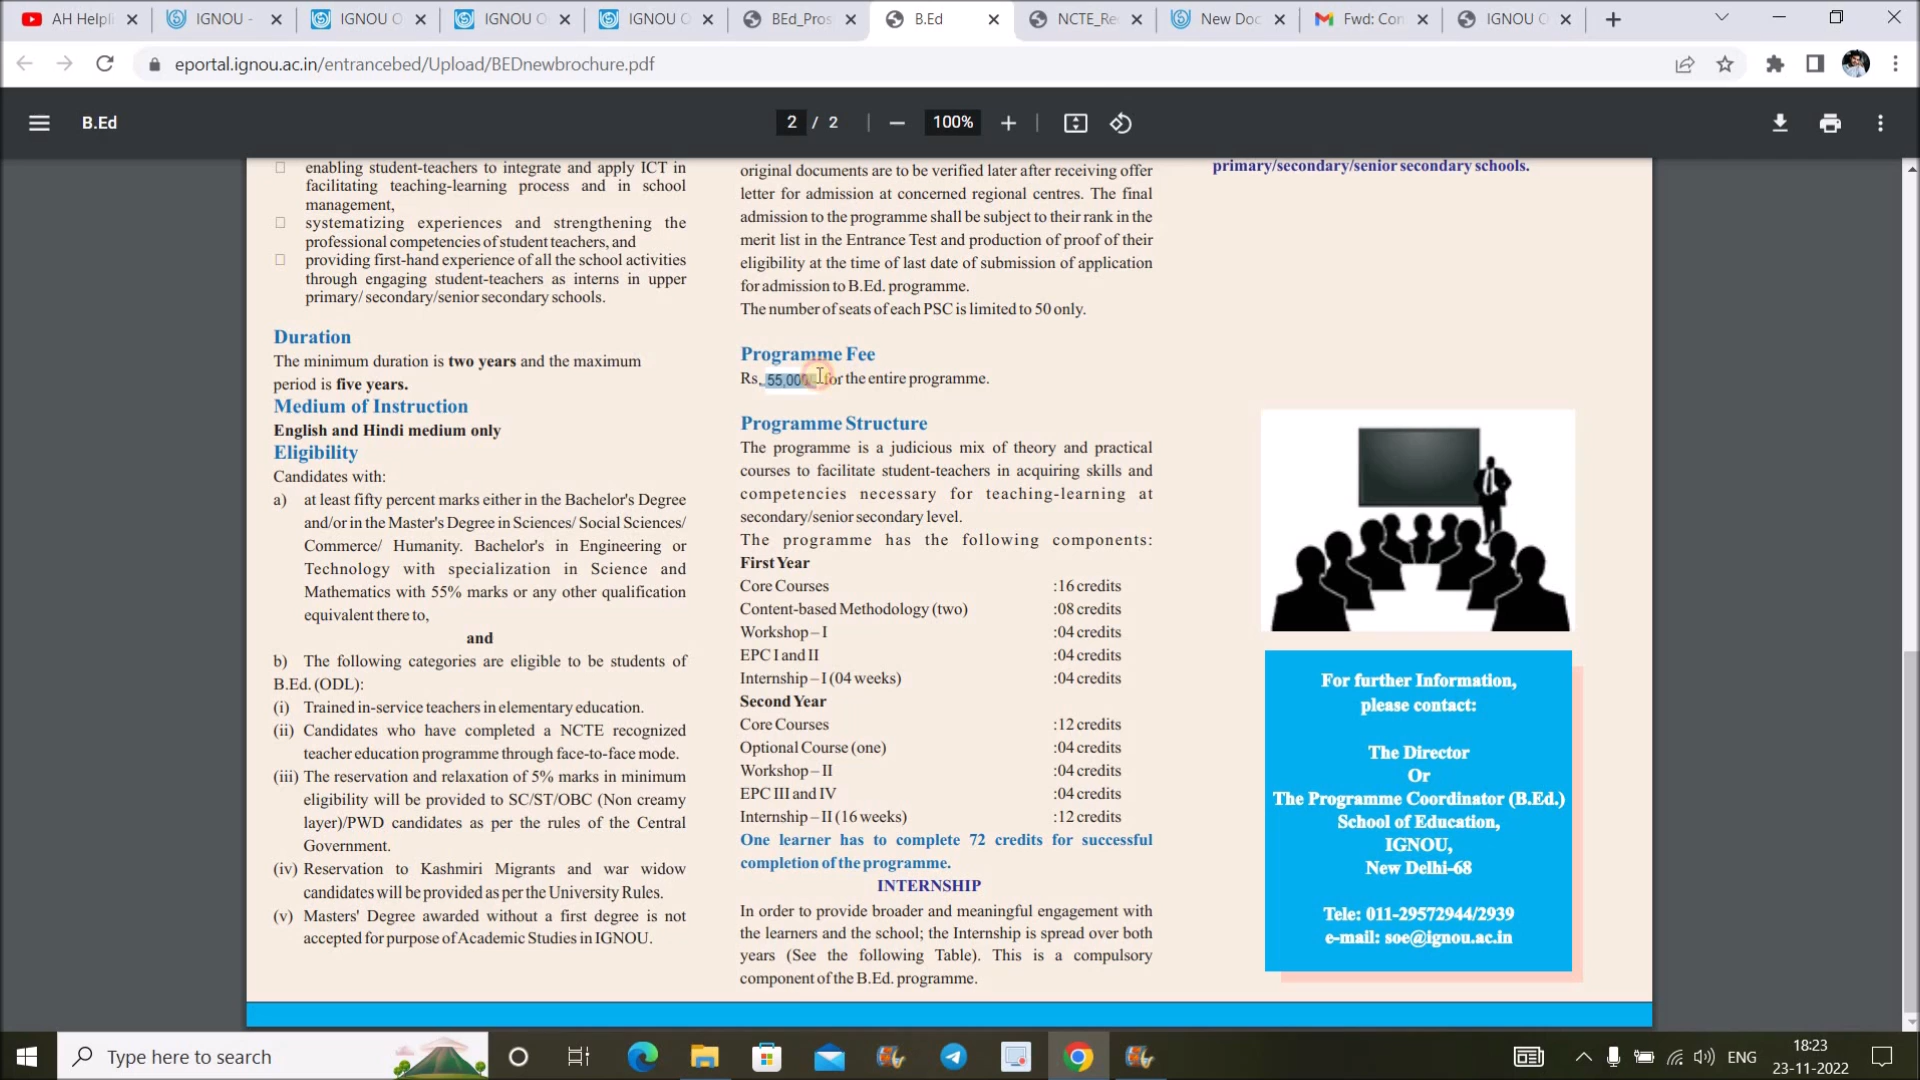 AH Helpl
IGNOU -
IGNOU O
IGNOU O
IGNOU O
BEd_Pros
B.Ed
NCTE_Re
New Doc
Fwd: Con
IGNOU O
eportal.ignou.ac.in/entrancebed/Upload/BEDnewbrochure.pdf
B.Ed
2 / 2
100%
enabling student-teachers to integrate and apply ICT in
facilitating teaching-learning process and in school
management,
systematizing experiences and strengthening the
professional competencies of student teachers, and
providing first-hand experience of all the school activities
through engaging student-teachers as interns in upper
primary/ secondary/senior secondary schools.
Duration
The minimum duration is two years and the maximum
period is five years.
Medium of Instruction
English and Hindi medium only
Eligibility
Candidates with:
a) at least fifty percent marks either in the Bachelor's Degree
and/or in the Master's Degree in Sciences/ Social Sciences/
Commerce/ Humanity. Bachelor's in Engineering or
Technology with specialization in Science and
Mathematics with 55% marks or any other qualification
equivalent there to,
and
b) The following categories are eligible to be students of
B.Ed. (ODL):
(i) Trained in-service teachers in elementary education.
(ii) Candidates who have completed a NCTE recognized
teacher education programme through face-to-face mode.
(iii) The reservation and relaxation of 5% marks in minimum
eligibility will be provided to SC/ST/OBC (Non creamy
layer)/PWD candidates as per the rules of the Central
Government.
(iv) Reservation to Kashmiri Migrants and war widow
candidates will be provided as per the University Rules.
(v) Masters' Degree awarded without a first degree is not
accepted for purpose of Academic Studies in IGNOU.
original documents are to be verified later after receiving offer
letter for admission at concerned regional centres. The final
admission to the programme shall be subject to their rank in the
merit list in the Entrance Test and production of proof of their
eligibility at the time of last date of submission of application
for admission to B.Ed. programme.
The number of seats of each PSC is limited to 50 only.
Programme Fee
Rs. for the entire programme.
Programme Structure
The programme is a judicious mix of theory and practical
courses to facilitate student-teachers in acquiring skills and
competencies necessary for teaching-learning at
secondary/senior secondary level.
The programme has the following components:
First Year
Core Courses :16 credits
Content-based Methodology (two) :08 credits
Workshop – I :04 credits
EPC I and II :04 credits
Internship – I (04 weeks) :04 credits
Second Year
Core Courses :12 credits
Optional Course (one) :04 credits
Workshop – II :04 credits
EPC III and IV :04 credits
Internship – II (16 weeks) :12 credits
One learner has to complete 72 credits for successful
completion of the programme.
INTERNSHIP
In order to provide broader and meaningful engagement with
the learners and the school; the Internship is spread over both
years (See the following Table). This is a compulsory
component of the B.Ed. programme.
primary/secondary/senior secondary schools.
For further Information,
please contact:
The Director
Or
The Programme Coordinator (B.Ed.)
School of Education,
IGNOU,
New Delhi-68
Tele: 011-29572944/2939
e-mail: soe@ignou.ac.in
Type here to search
ENG
18:23
23-11-2022